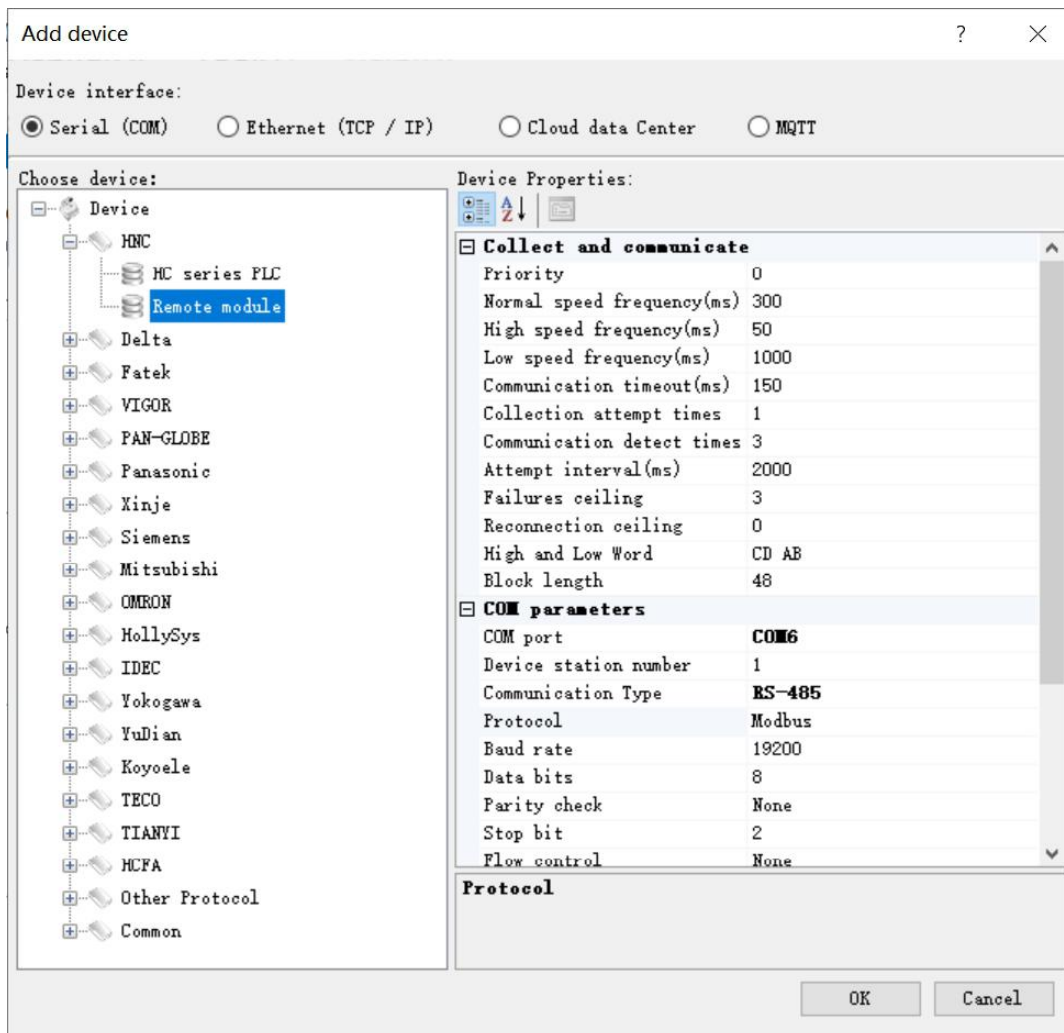 Add device
?
Device interface:
Serial (COM) Ethernet (TCP / IP) Cloud data Center MQTT
Choose device:
Device
HNC
HC series PLC
Remote module
Delta
Fatek
VIGOR
PAN-GLOBE
Panasonic
Xinje
Siemens
Mitsubishi
OMRON
HollySys
IDEC
Yokogawa
YuDian
Koyoele
TECO
TIANYI
HCFA
Other Protocol
Common
Device Properties:
Collect and communicate
Priority 0
Normal speed frequency(ms) 300
High speed frequency(ms) 50
Low speed frequency(ms) 1000
Communication timeout(ms) 150
Collection attempt times 1
Communication detect times 3
Attempt interval(ms) 2000
Failures ceiling 3
Reconnection ceiling 0
High and Low Word CD AB
Block length 48
COM parameters
COM port COM6
Device station number 1
Communication Type RS-485
Protocol Modbus
Baud rate 19200
Data bits 8
Parity check None
Stop bit 2
Flow control None
Protocol
OK Cancel